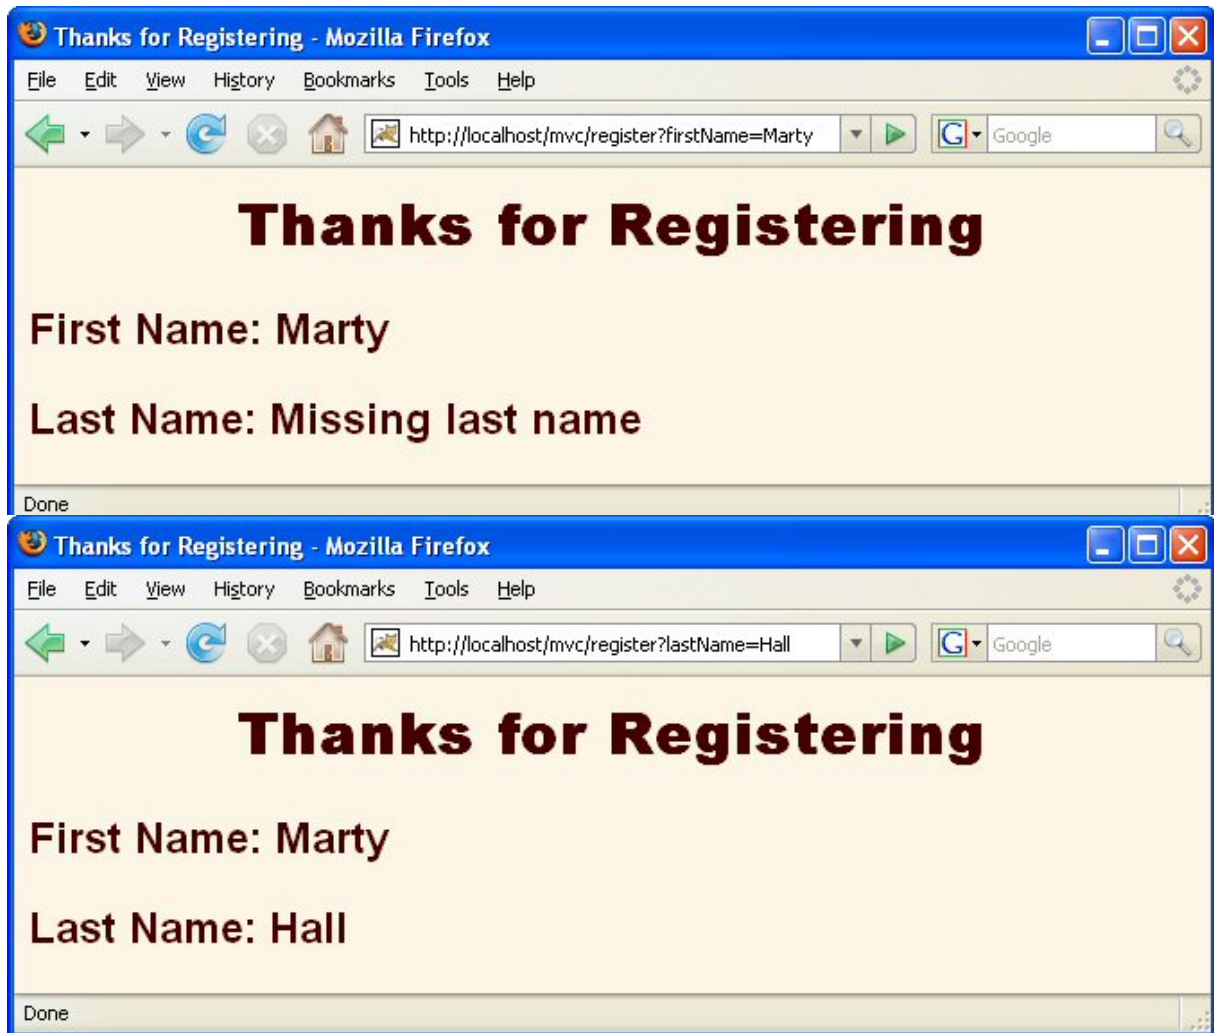 Thanks for Registering - Mozilla Firefox
File Edit View History Bookmarks Tools Help
http://localhost/mvc/register?firstName=Marty G Google
Thanks for Registering
First Name: Marty
Last Name: Missing last name
Done
Thanks for Registering - Mozilla Firefox
File Edit View History Bookmarks Tools Help
http://localhost/mvc/register?lastName=Hall G Google
Thanks for Registering
First Name: Marty
Last Name: Hall
Done